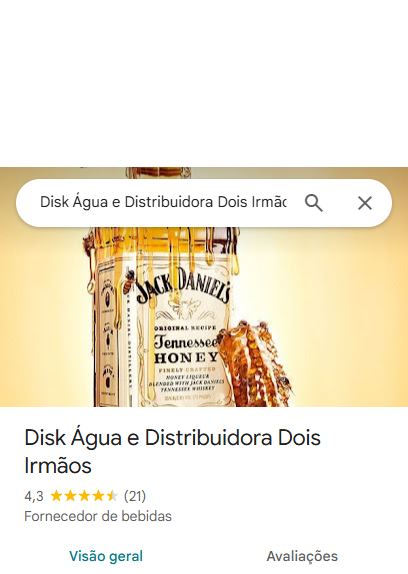 Disk Água e Distribuidora Dois Irmão
JACK DANIEL'S
ORIGINAL RECIPE
Tennessee
HONEY
FINELY CRAFTED
HONEY LIQUEUR
BLENDED WITH JACK DANIEL'S
TENNESSEE WHISKEY
Disk Água e Distribuidora Dois
Irmãos
4,3 (21)
Fornecedor de bebidas
Visão geral
Avaliações